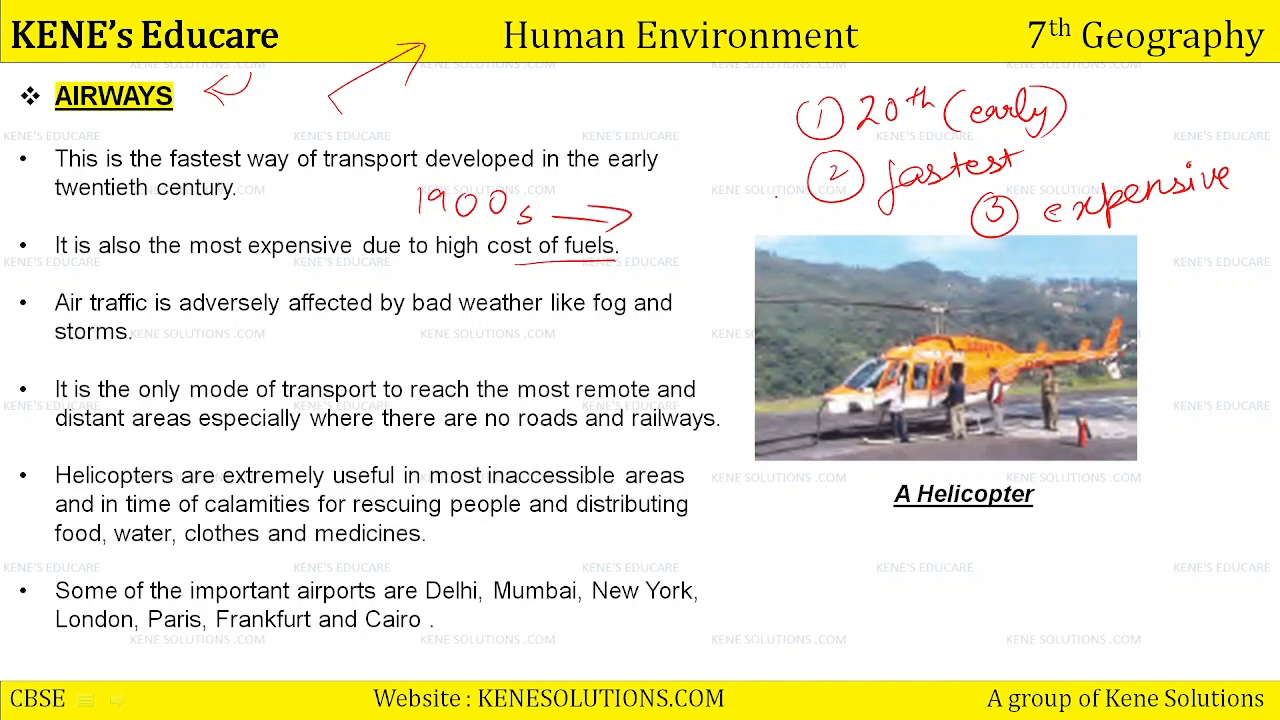 KENE's Educare Human Environment 7th Geography
❖ AIRWAYS
1 20th (early)
2 fastest
3 expensive
• This is the fastest way of transport developed in the early
twentieth century.
1900s
• It is also the most expensive due to high cost of fuels.
• Air traffic is adversely affected by bad weather like fog and
storms.
• It is the only mode of transport to reach the most remote and
distant areas especially where there are no roads and railways.
• Helicopters are extremely useful in most inaccessible areas
and in time of calamities for rescuing people and distributing
food, water, clothes and medicines.
• Some of the important airports are Delhi, Mumbai, New York,
London, Paris, Frankfurt and Cairo .
A Helicopter
KENE'S EDUCARE
KENE SOLUTIONS .COM
CBSE Website : KENESOLUTIONS.COM A group of Kene Solutions